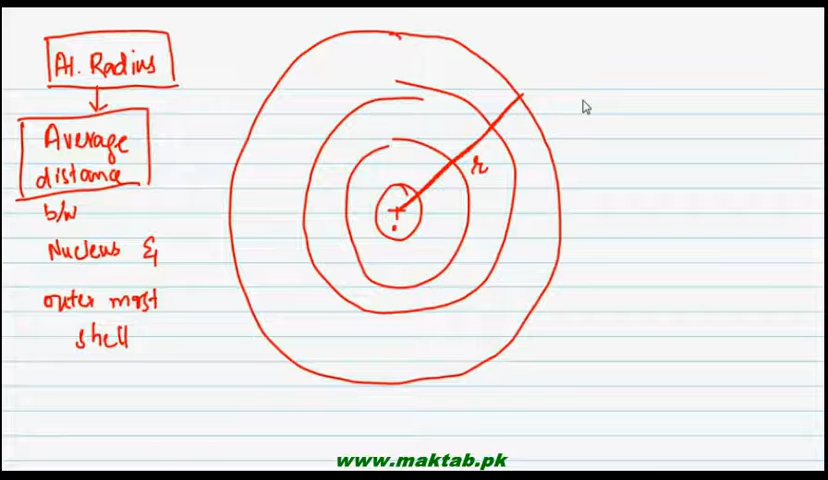 At. Radius
Average
distance
b/w
Nucleus &
outer most
shell
r
+
www.maktab.pk